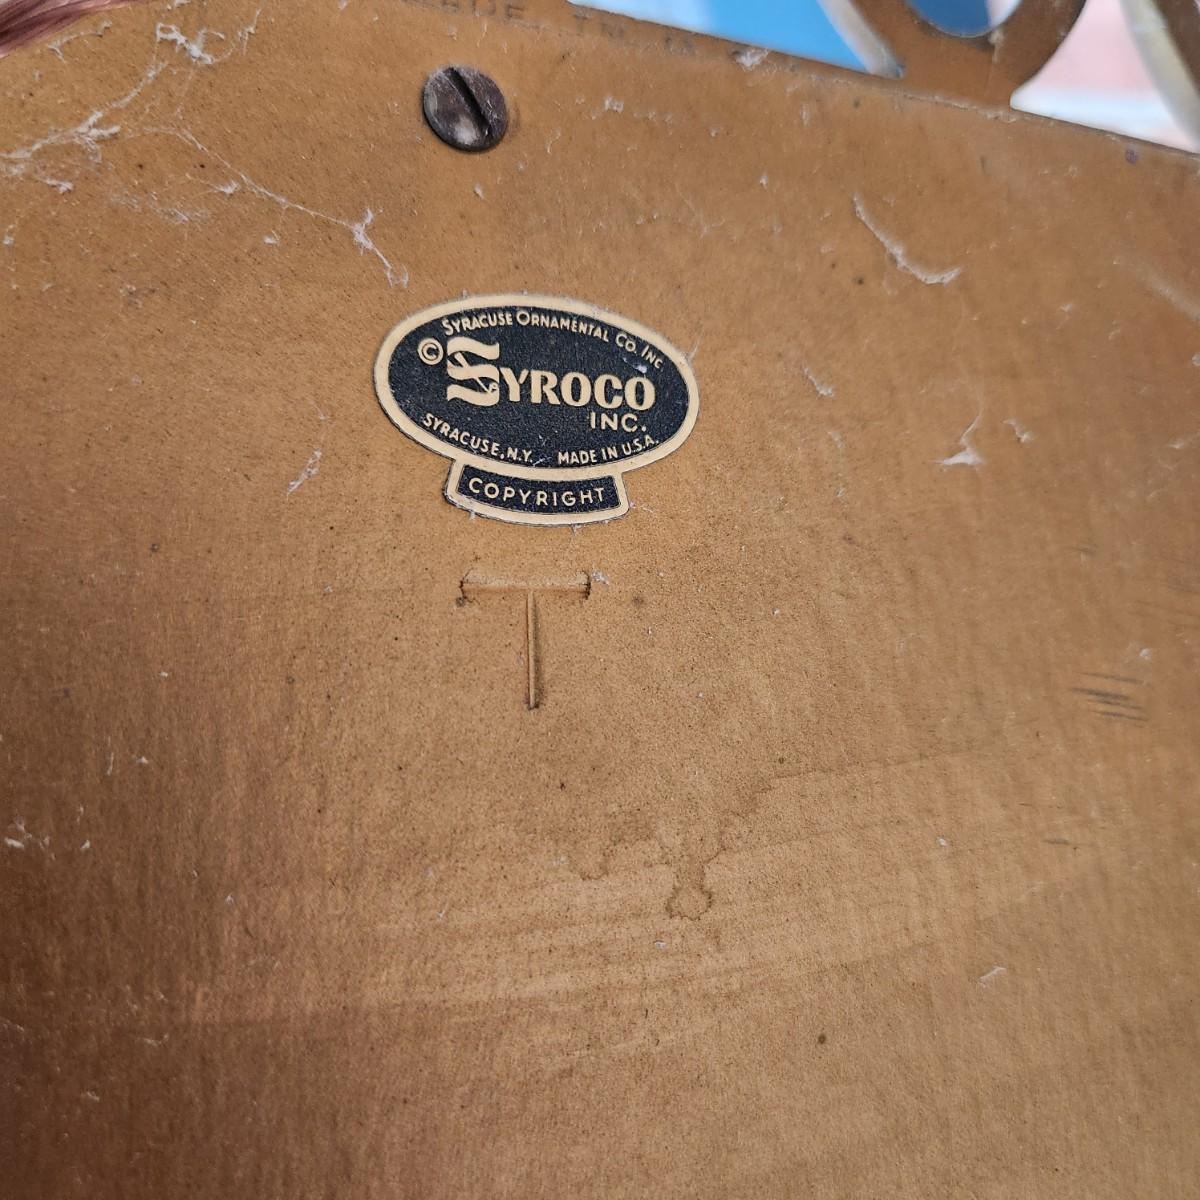 SYRACUSE ORNAMENTAL CO. INC
©
SYROCO
INC.
SYRACUSE, N.Y. MADE IN U.S.A.
COPYRIGHT